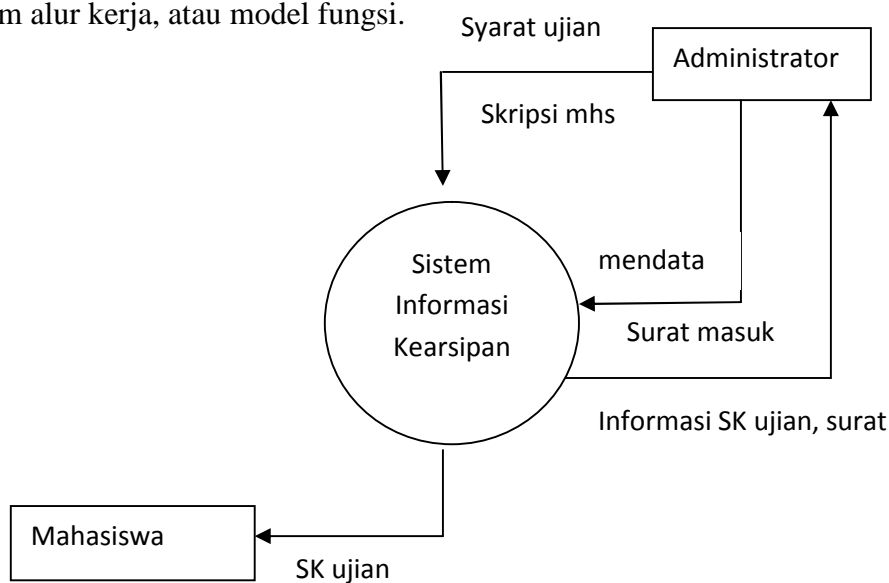 m alur kerja, atau model fungsi.
Syarat ujian
Administrator
Skripsi mhs
Sistem
Informasi
Kearsipan
mendata
Surat masuk
Informasi SK ujian, surat
Mahasiswa
SK ujian